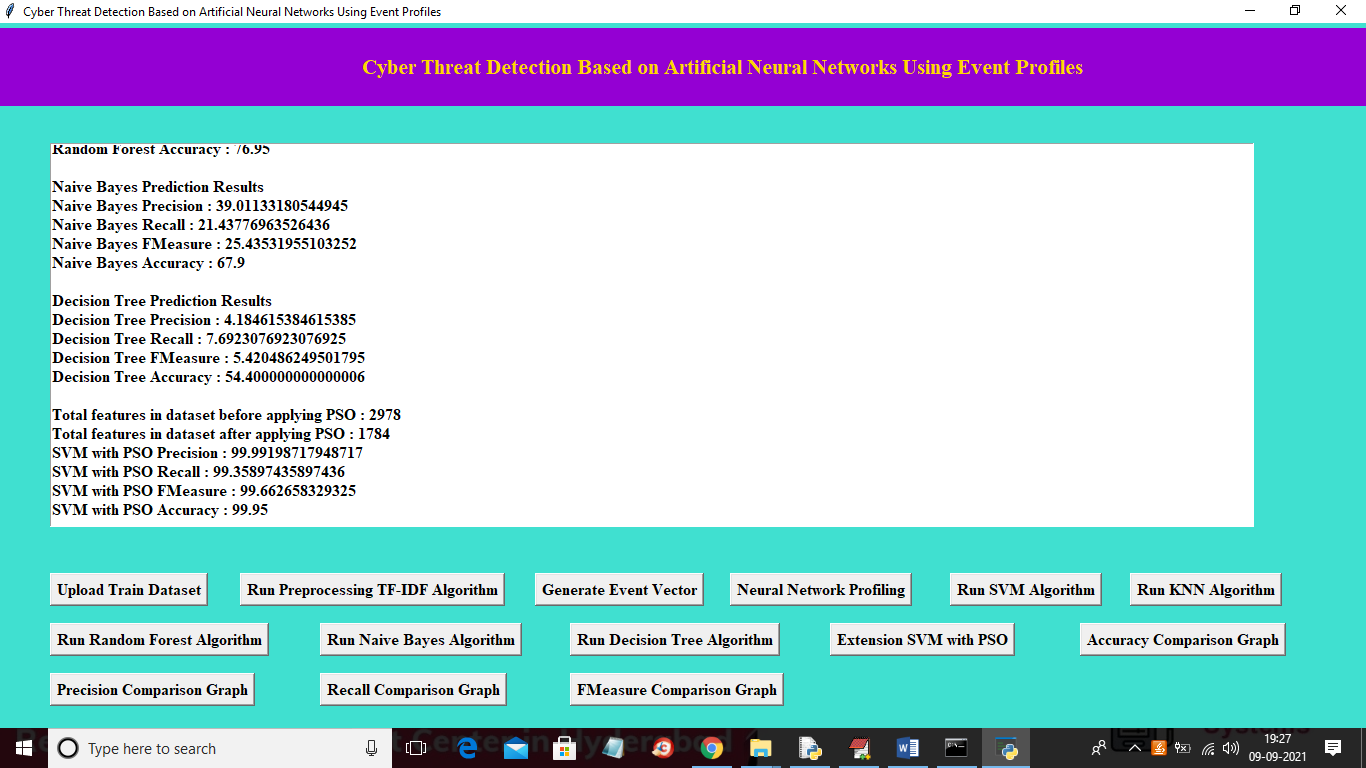 Cyber Threat Detection Based on Artificial Neural Networks Using Event Profiles
Cyber Threat Detection Based on Artificial Neural Networks Using Event Profiles
Random Forest Accuracy : 76.95
Naive Bayes Prediction Results
Naive Bayes Precision : 39.01133180544945
Naive Bayes Recall : 21.43776963526436
Naive Bayes FMeasure : 25.43531955103252
Naive Bayes Accuracy : 67.9
Decision Tree Prediction Results
Decision Tree Precision : 4.184615384615385
Decision Tree Recall : 7.6923076923076925
Decision Tree FMeasure : 5.420486249501795
Decision Tree Accuracy : 54.400000000000006
Total features in dataset before applying PSO : 2978
Total features in dataset after applying PSO : 1784
SVM with PSO Precision : 99.99198717948717
SVM with PSO Recall : 99.35897435897436
SVM with PSO FMeasure : 99.662658329325
SVM with PSO Accuracy : 99.95
Upload Train Dataset Run Preprocessing TF-IDF Algorithm Generate Event Vector Neural Network Profiling Run SVM Algorithm Run KNN Algorithm
Run Random Forest Algorithm Run Naive Bayes Algorithm Run Decision Tree Algorithm Extension SVM with PSO Accuracy Comparison Graph
Precision Comparison Graph Recall Comparison Graph FMeasure Comparison Graph
Type here to search
19:27
09-09-2021